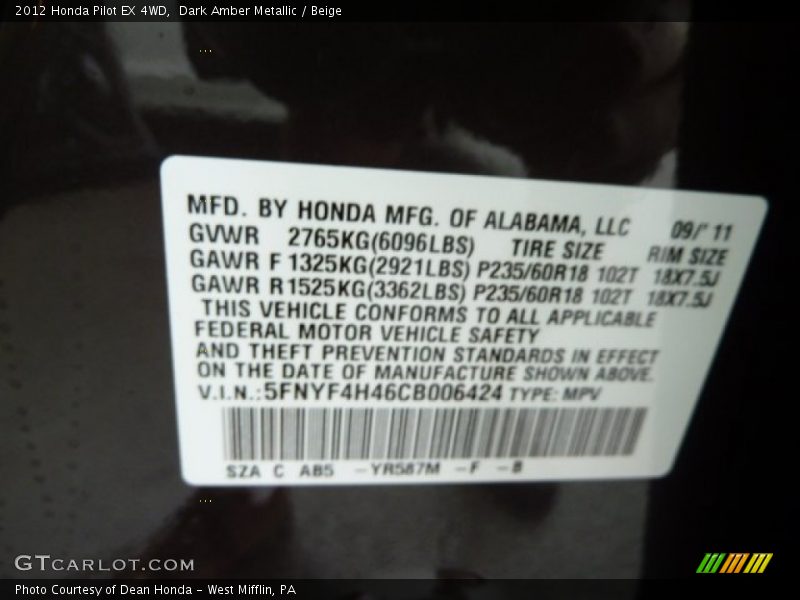 2012 Honda Pilot EX 4WD, Dark Amber Metallic / Beige
MFD. BY HONDA MFG. OF ALABAMA, LLC 09/' 11
GVWR 2765KG(6096LBS) TIRE SIZE RIM SIZE
GAWR F 1325KG(2921LBS) P235/60R18 102T 18X7.5J
GAWR R 1525KG(3362LBS) P235/60R18 102T 18X7.5J
THIS VEHICLE CONFORMS TO ALL APPLICABLE
FEDERAL MOTOR VEHICLE SAFETY
AND THEFT PREVENTION STANDARDS IN EFFECT
ON THE DATE OF MANUFACTURE SHOWN ABOVE.
V.I.N.:5FNYF4H46CB006424 TYPE: MPV
SZA C AB5 -YR587M -F -B
GTCARLOT.COM
Photo Courtesy of Dean Honda - West Mifflin, PA